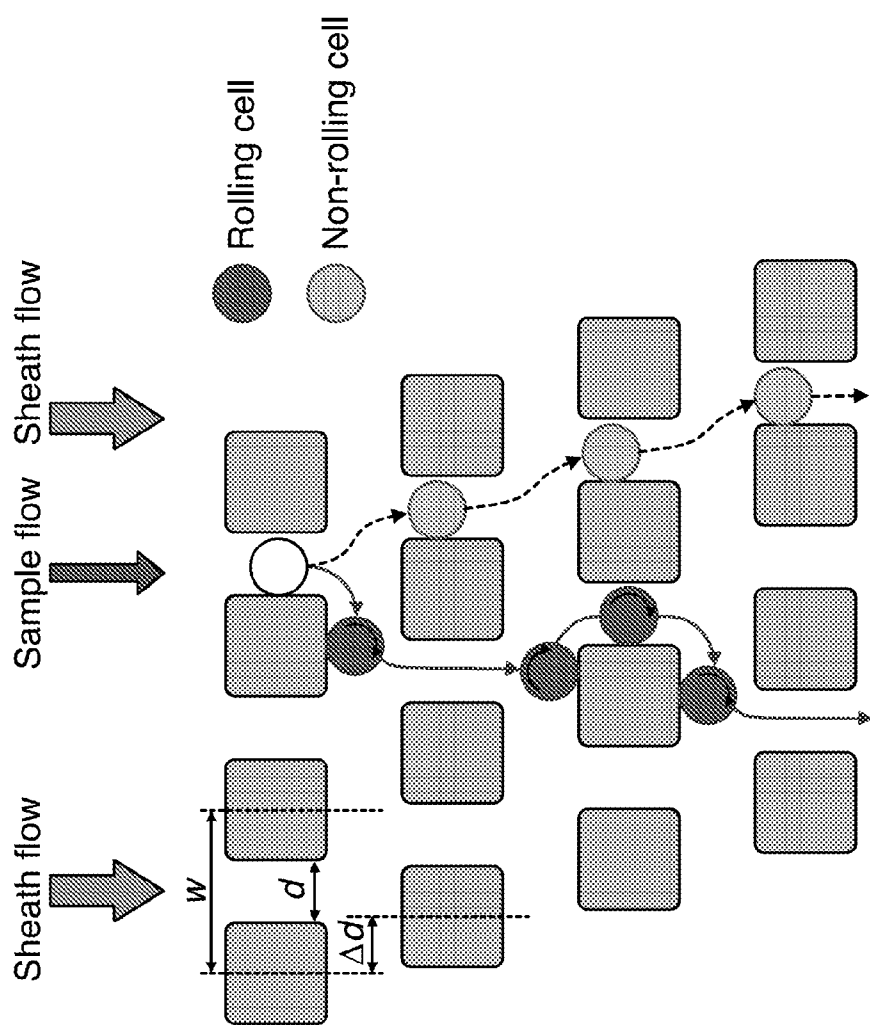 Sheath flow
Sample flow
Sheath flow
Rolling cell
Non-rolling cell
w
d
Δd